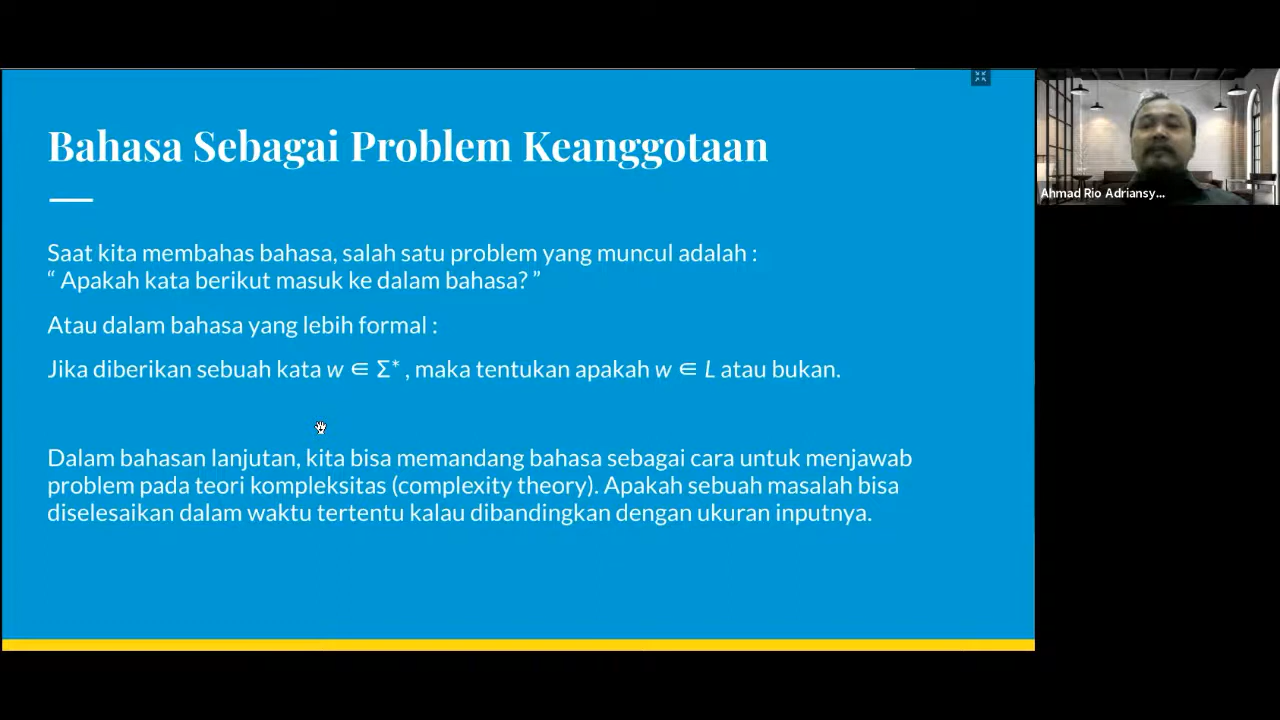 Bahasa Sebagai Problem Keanggotaan
Saat kita membahas bahasa, salah satu problem yang muncul adalah :
“ Apakah kata berikut masuk ke dalam bahasa? ”
Atau dalam bahasa yang lebih formal :
Jika diberikan sebuah kata w ∈ Σ* , maka tentukan apakah w ∈ L atau bukan.
Dalam bahasan lanjutan, kita bisa memandang bahasa sebagai cara untuk menjawab
problem pada teori kompleksitas (complexity theory). Apakah sebuah masalah bisa
diselesaikan dalam waktu tertentu kalau dibandingkan dengan ukuran inputnya.
Ahmad Rio Adriansy...